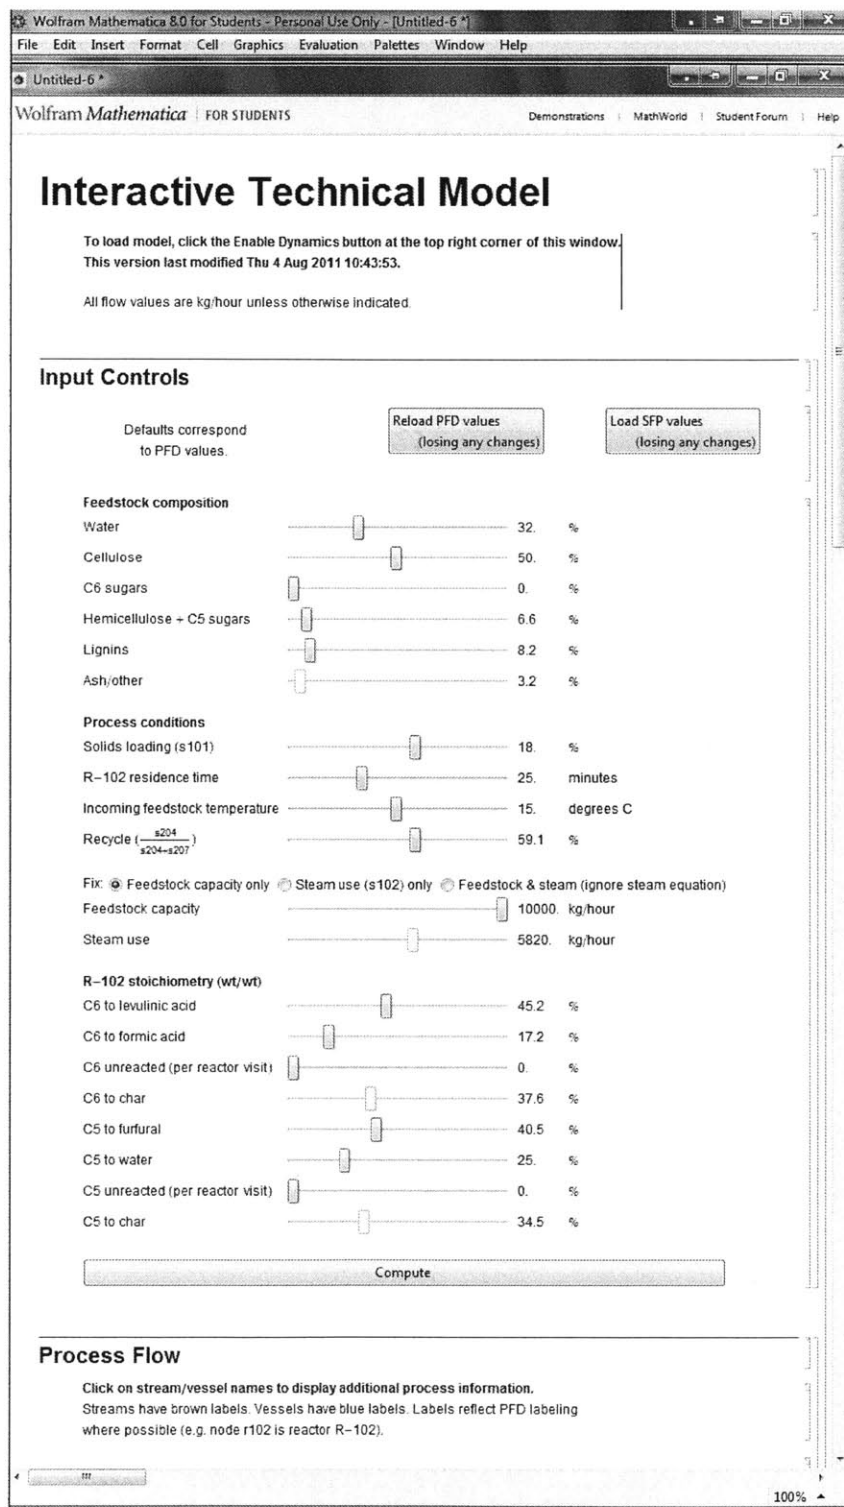 Wolfram Mathematica 8.0 for Students - Personal Use Only - [Untitled-6 *]
File Edit Insert Format Cell Graphics Evaluation Palettes Window Help
Untitled-6 *
Wolfram Mathematica | FOR STUDENTS Demonstrations | MathWorld | Student Forum | Help
Interactive Technical Model
To load model, click the Enable Dynamics button at the top right corner of this window.
This version last modified Thu 4 Aug 2011 10:43:53.
All flow values are kg/hour unless otherwise indicated.
Input Controls
Defaults correspond
to PFD values.
Reload PFD values
(losing any changes)
Load SFP values
(losing any changes)
Feedstock composition
Water 32. %
Cellulose 50. %
C6 sugars 0. %
Hemicellulose + C5 sugars 6.6 %
Lignins 8.2 %
Ash/other 3.2 %
Process conditions
Solids loading (s101) 18. %
R-102 residence time 25. minutes
Incoming feedstock temperature 15. degrees C
Recycle (s204/s204-s207) 59.1 %
Fix: Feedstock capacity only Steam use (s102) only Feedstock & steam (ignore steam equation)
Feedstock capacity 10000. kg/hour
Steam use 5820. kg/hour
R-102 stoichiometry (wt/wt)
C6 to levulinic acid 45.2 %
C6 to formic acid 17.2 %
C6 unreacted (per reactor visit) 0. %
C6 to char 37.6 %
C5 to furfural 40.5 %
C5 to water 25. %
C5 unreacted (per reactor visit) 0. %
C5 to char 34.5 %
Compute
Process Flow
Click on stream/vessel names to display additional process information.
Streams have brown labels. Vessels have blue labels. Labels reflect PFD labeling
where possible (e.g. node r102 is reactor R-102).
100%